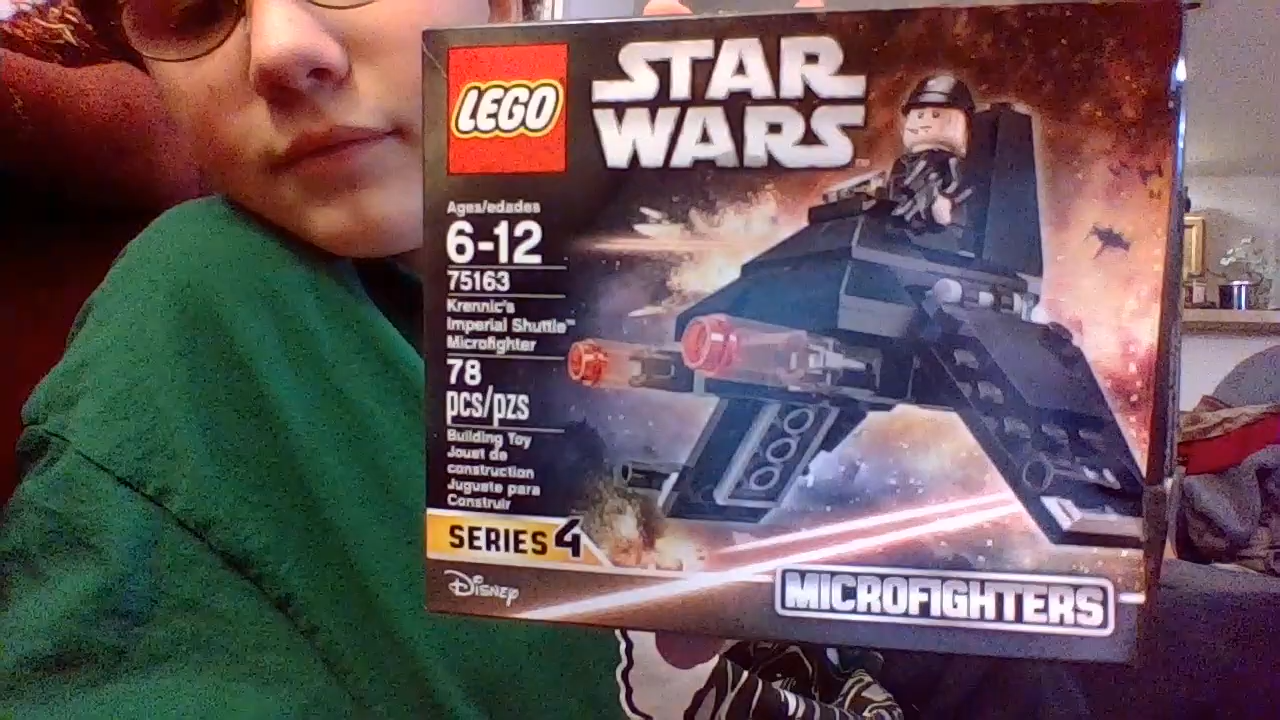 LEGO
STAR
WARS
Ages/edades
6-12
75163
Krennic's
Imperial Shuttle™
Microfighter
78
pcs/pzs
Building Toy
Jouet de
construction
Juguete para
Construir
SERIES 4
Disney
MICROFIGHTERS